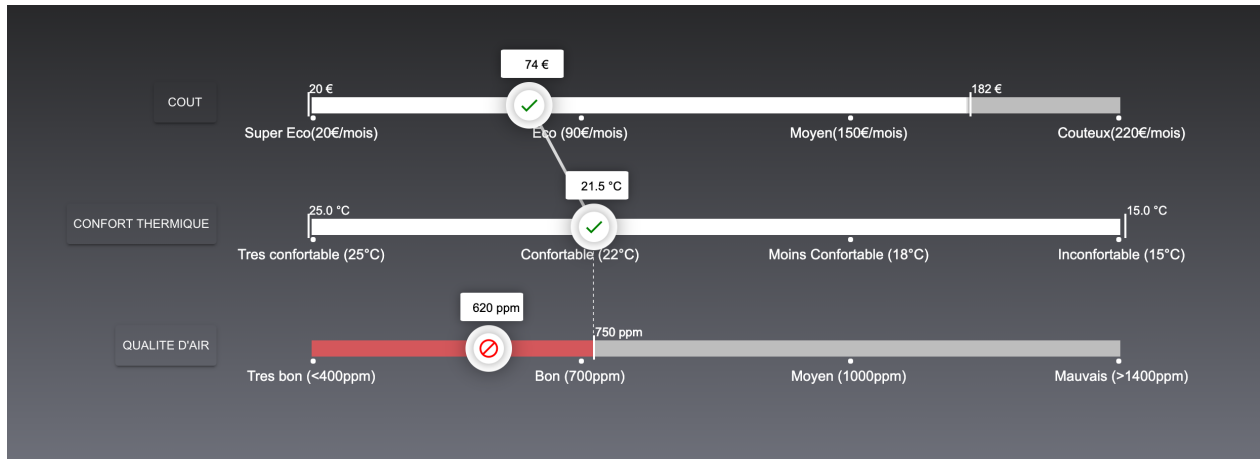 74 €
20 €
182 €
COUT
Super Eco(20€/mois)
Eco (90€/mois)
Moyen(150€/mois)
Couteux(220€/mois)
21.5 °C
25.0 °C
15.0 °C
CONFORT THERMIQUE
Tres confortable (25°C)
Confortable (22°C)
Moins Confortable (18°C)
Inconfortable (15°C)
620 ppm
750 ppm
QUALITE D'AIR
Tres bon (<400ppm)
Bon (700ppm)
Moyen (1000ppm)
Mauvais (>1400ppm)